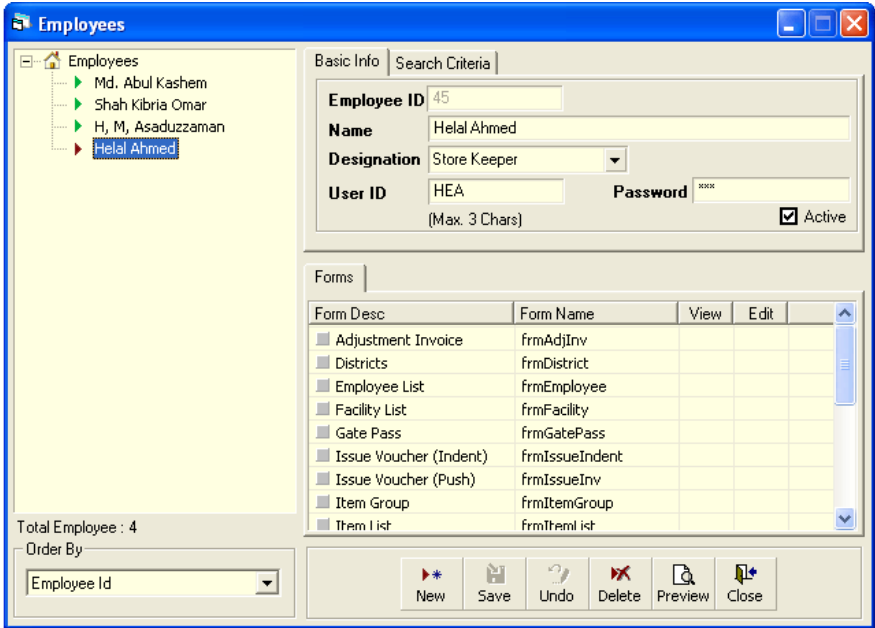 Employees
Employees
Md. Abul Kashem
Shah Kibria Omar
H, M, Asaduzzaman
Helal Ahmed
Total Employee : 4
Order By
Employee Id
Basic Info Search Criteria
Employee ID 45
Name Helal Ahmed
Designation Store Keeper
User ID HEA Password ×××
(Max. 3 Chars) Active
Forms
Form Desc Form Name View Edit
Adjustment Invoice frmAdjInv
Districts frmDistrict
Employee List frmEmployee
Facility List frmFacility
Gate Pass frmGatePass
Issue Voucher (Indent) frmIssueIndent
Issue Voucher (Push) frmIssueInv
Item Group frmItemGroup
Item List frmItemList
New Save Undo Delete Preview Close